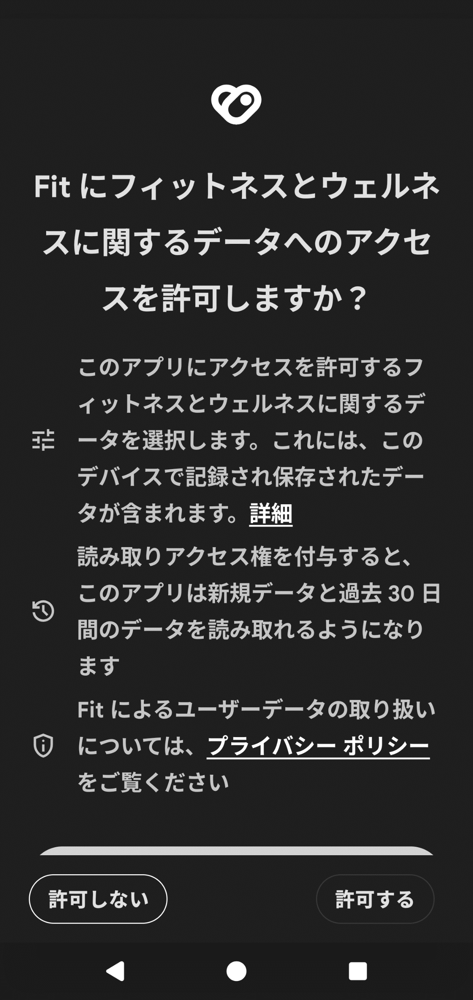 Fit にフィットネスとウェルネ
スに関するデータへのアクセ
スを許可しますか？
このアプリにアクセスを許可するフ
ィットネスとウェルネスに関するデ
ータを選択します。これには、この
デバイスで記録され保存されたデー
タが含まれます。詳細
読み取りアクセス権を付与すると、
このアプリは新規データと過去 30 日
間のデータを読み取れるようになり
ます
Fit によるユーザーデータの取り扱い
については、プライバシー ポリシー
をご覧ください
許可しない
許可する